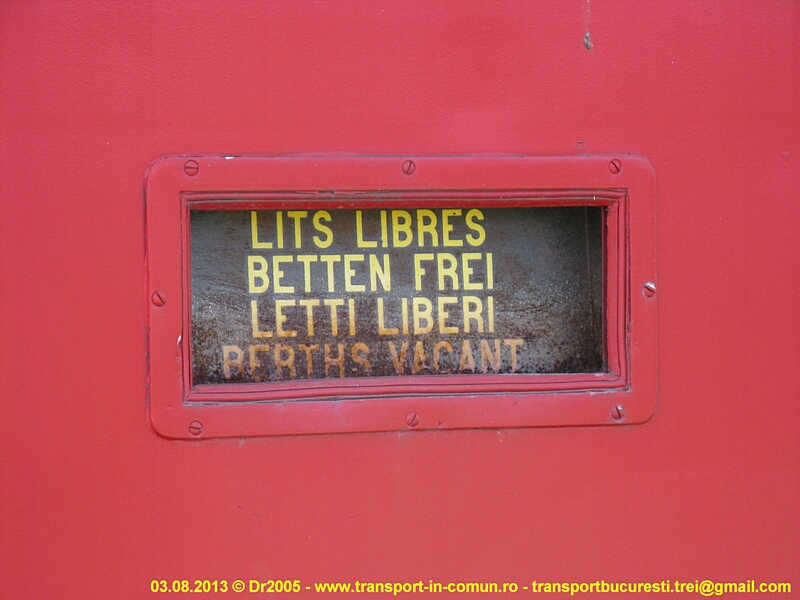 LITS LIBRES
BETTEN FREI
LETTI LIBERI
BERTHS VACANT
03.08.2013 © Dr2005 - www.transport-in-comun.ro - transportbucuresti.trei@gmail.com